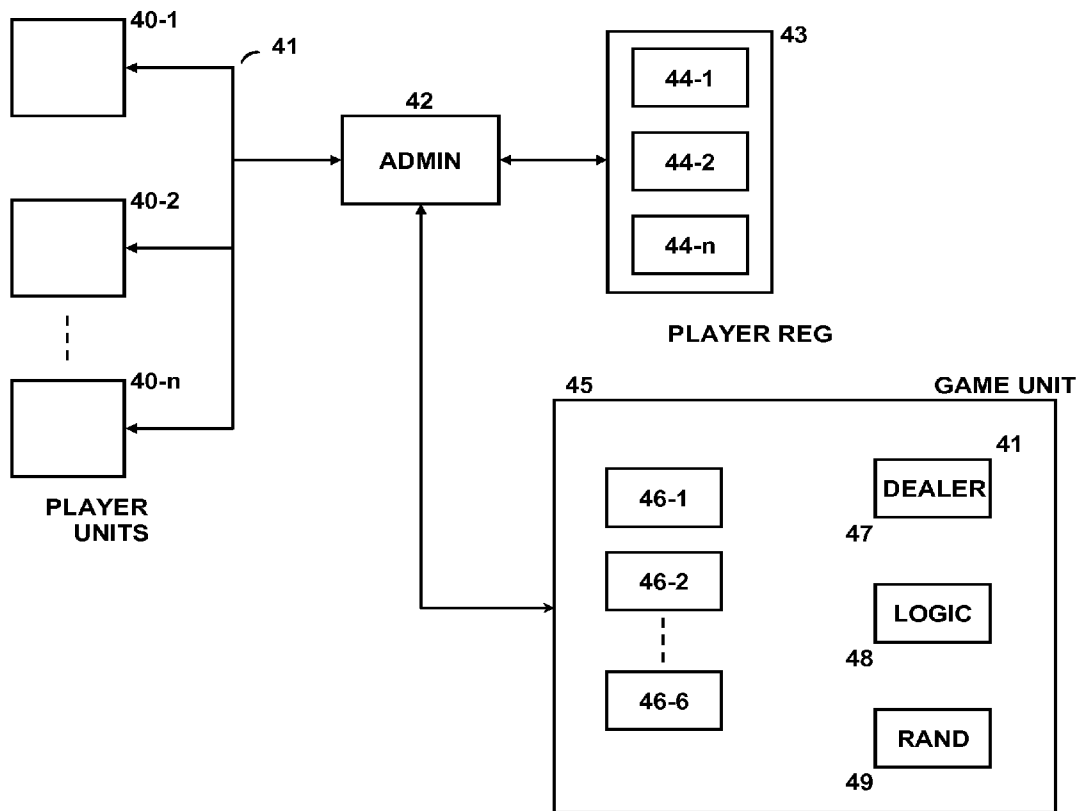 40-1
41
43
42
44-1
ADMIN
44-2
40-2
44-n
PLAYER REG
40-n
45
GAME UNIT
41
PLAYER
UNITS
46-1
DEALER
47
46-2
LOGIC
48
46-6
RAND
49